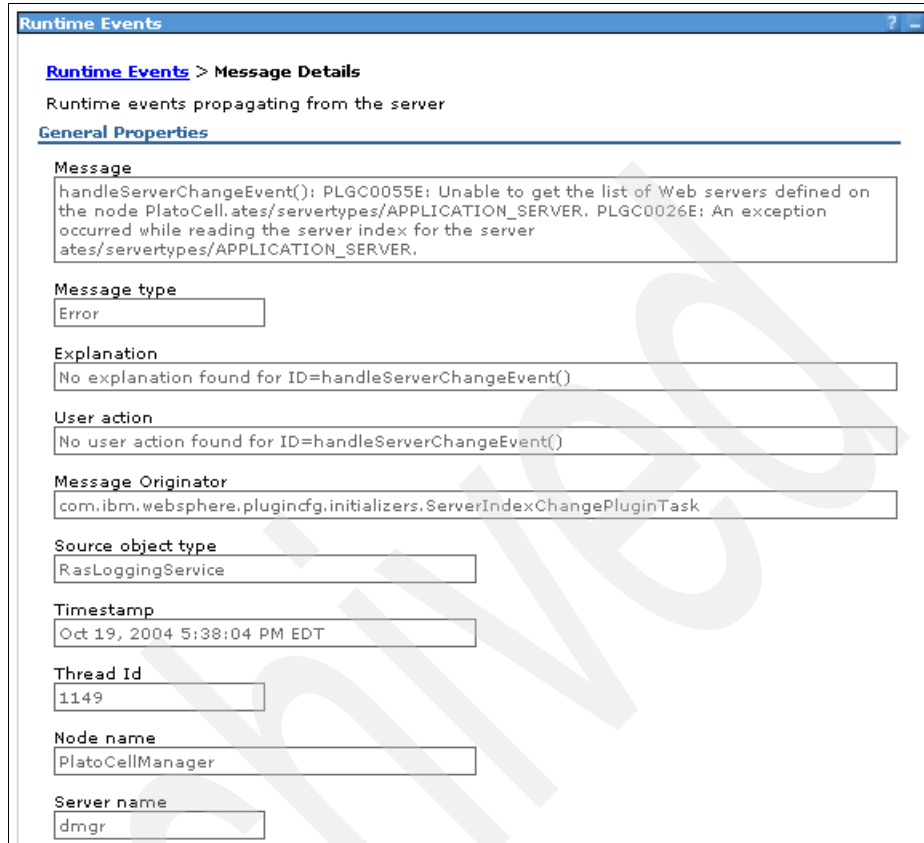 Runtime Events ? _
Runtime Events > Message Details
Runtime events propagating from the server
General Properties
Message
handleServerChangeEvent(): PLGC0055E: Unable to get the list of Web servers defined on
the node PlatoCell.ates/servertypes/APPLICATION_SERVER. PLGC0026E: An exception
occurred while reading the server index for the server
ates/servertypes/APPLICATION_SERVER.
Message type
Error
Explanation
No explanation found for ID=handleServerChangeEvent()
User action
No user action found for ID=handleServerChangeEvent()
Message Originator
com.ibm.websphere.plugincfg.initializers.ServerIndexChangePluginTask
Source object type
RasLoggingService
Timestamp
Oct 19, 2004 5:38:04 PM EDT
Thread Id
1149
Node name
PlatoCellManager
Server name
dmgr